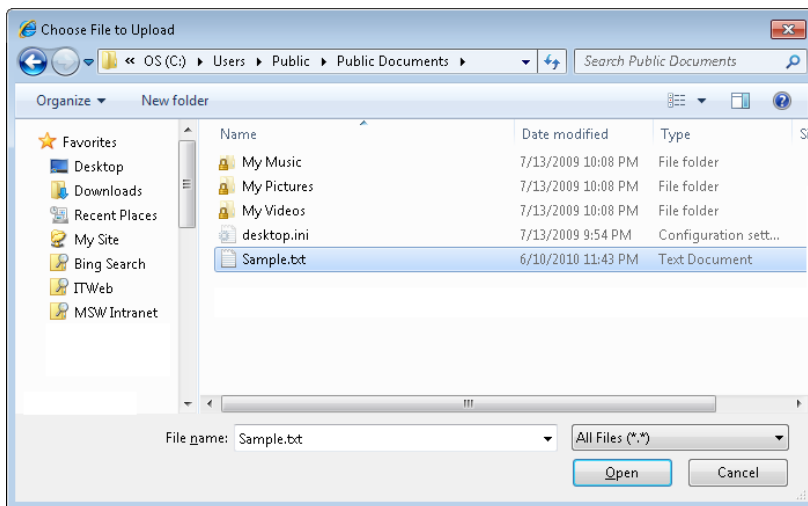 Choose File to Upload
« OS (C:) ▸ Users ▸ Public ▸ Public Documents ▸
Search Public Documents
Organize ▾ New folder
Name Date modified Type S
Favorites
Desktop
Downloads
Recent Places
My Site
Bing Search
ITWeb
MSW Intranet
My Music 7/13/2009 10:08 PM File folder
My Pictures 7/13/2009 10:08 PM File folder
My Videos 7/13/2009 10:08 PM File folder
desktop.ini 7/13/2009 9:54 PM Configuration sett...
Sample.txt 6/10/2010 11:43 PM Text Document
File name: Sample.txt All Files (*.*)
Open Cancel